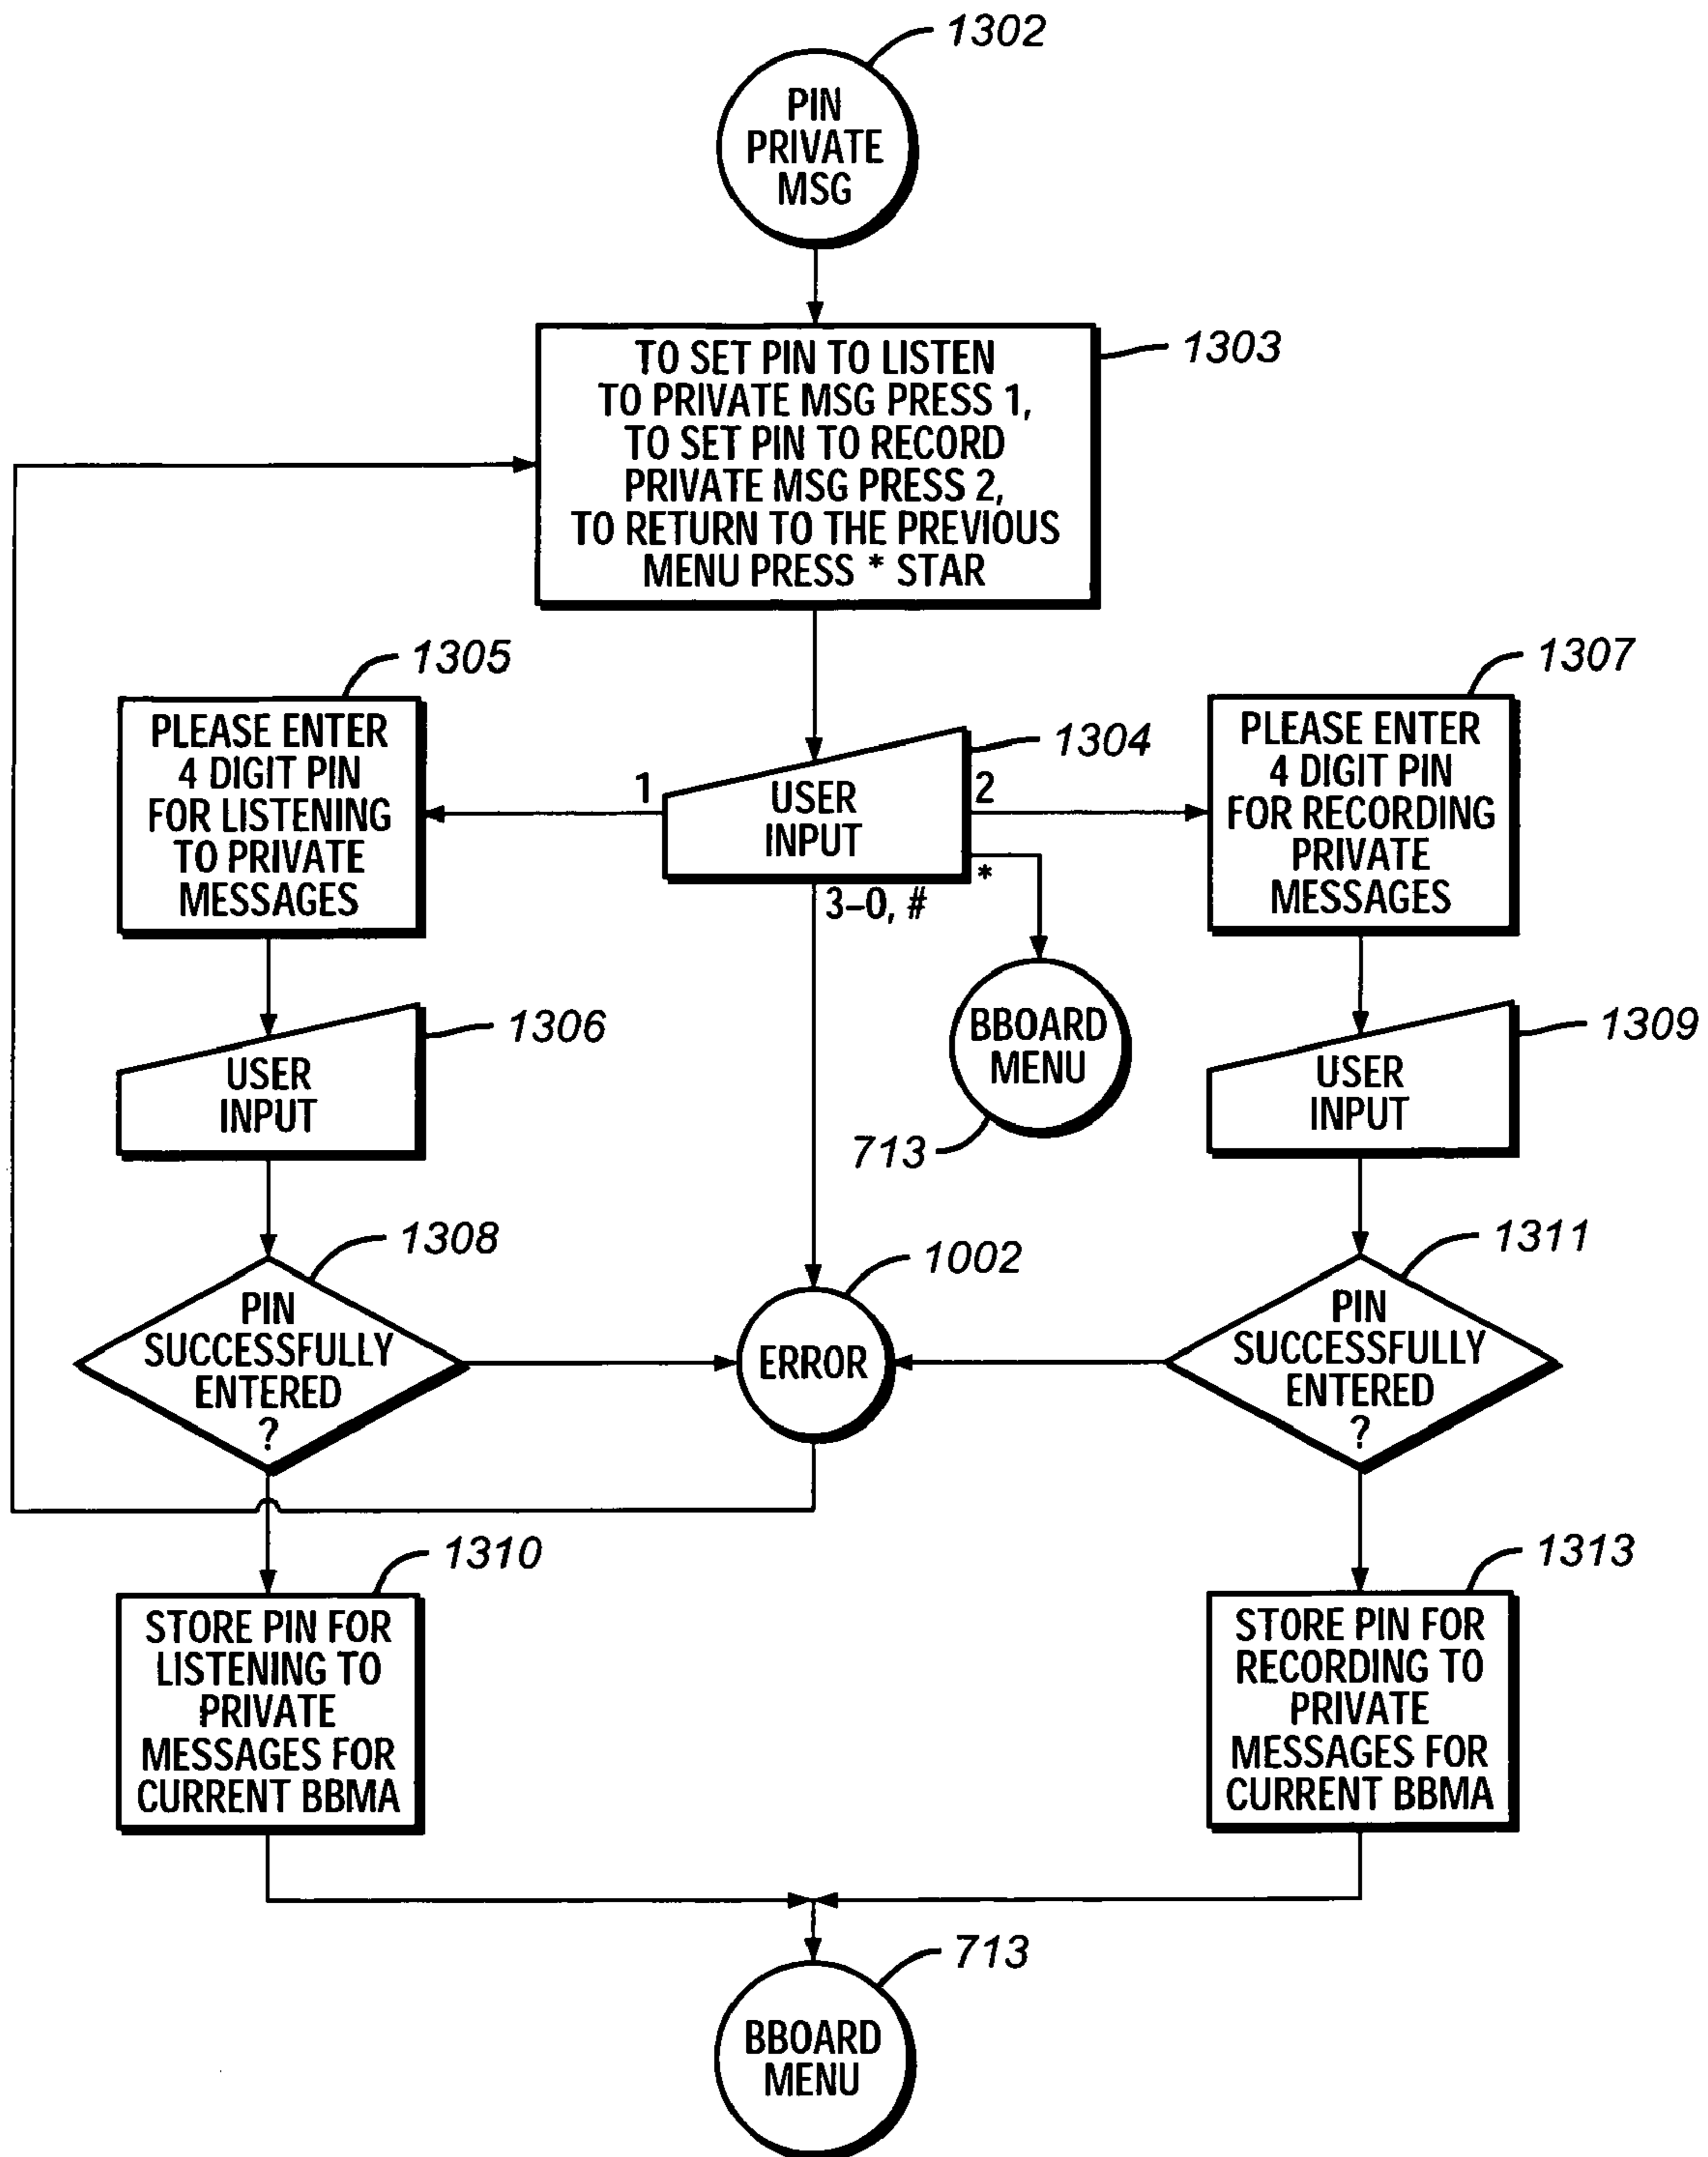 1302
PIN
PRIVATE
MSG
1303
TO SET PIN TO LISTEN
TO PRIVATE MSG PRESS 1,
TO SET PIN TO RECORD
PRIVATE MSG PRESS 2,
TO RETURN TO THE PREVIOUS
MENU PRESS * STAR
1305
PLEASE ENTER
4 DIGIT PIN
FOR LISTENING
TO PRIVATE
MESSAGES
1304
1
USER
INPUT
2
*
3–0, #
1307
PLEASE ENTER
4 DIGIT PIN
FOR RECORDING
PRIVATE
MESSAGES
BBOARD
MENU
713
1306
USER
INPUT
1309
USER
INPUT
1308
PIN
SUCCESSFULLY
ENTERED
?
1002
ERROR
1311
PIN
SUCCESSFULLY
ENTERED
?
1310
STORE PIN FOR
LISTENING TO
PRIVATE
MESSAGES FOR
CURRENT BBMA
1313
STORE PIN FOR
RECORDING TO
PRIVATE
MESSAGES FOR
CURRENT BBMA
713
BBOARD
MENU